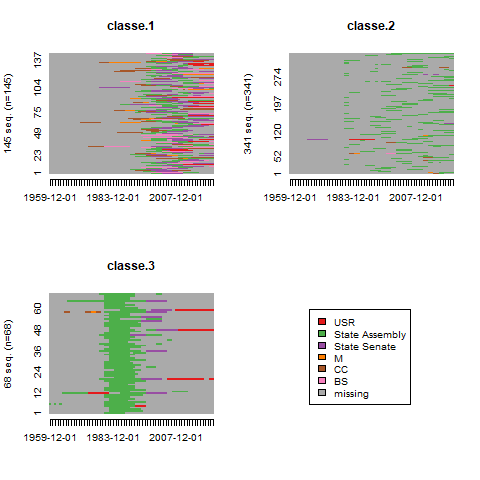 classe.1
145 seq. (n=145)
137
104
75
49
23
1
1959-12-01 1983-12-01 2007-12-01
classe.2
341 seq. (n=341)
274
197
120
52
1
1959-12-01 1983-12-01 2007-12-01
classe.3
68 seq. (n=68)
60
48
36
24
12
1
1959-12-01 1983-12-01 2007-12-01
USR
State Assembly
State Senate
M
CC
BS
missing